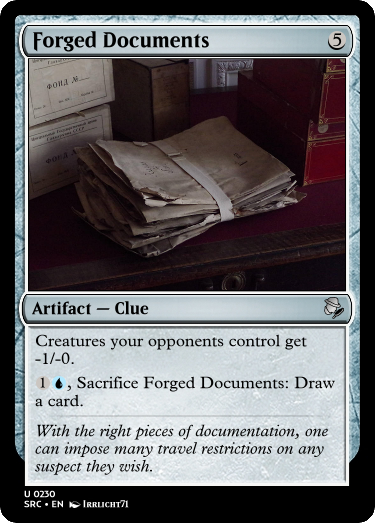 Forged Documents 5
ФОНД №
ФОНД №
Artifact — Clue
Creatures your opponents control get
-1/-0.
1, Sacrifice Forged Documents: Draw
a card.
With the right pieces of documentation, one
can impose many travel restrictions on any
suspect they wish.
U 0230
SRC • EN Irrlicht71